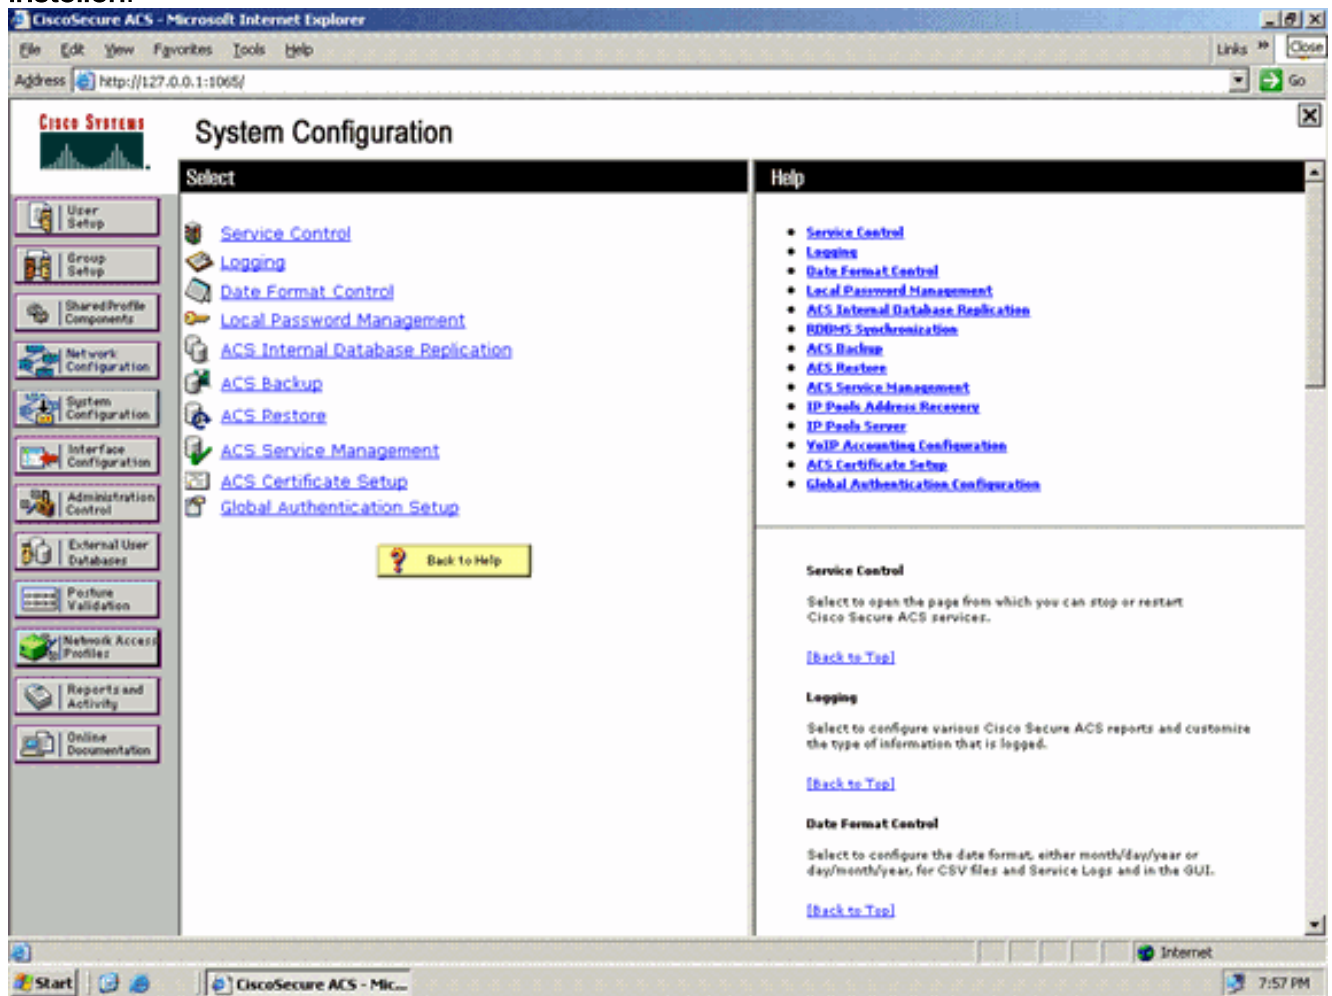 CiscoSecure ACS - Microsoft Internet Explorer
File Edit View Favorites Tools Help
Links »
Close
Address http://127.0.0.1:1065/
Go
CISCO SYSTEMS
System Configuration
Select
User Setup
Group Setup
Shared Profile Components
Network Configuration
System Configuration
Interface Configuration
Administration Control
External User Databases
Posture Validation
Network Access Profiles
Reports and Activity
Online Documentation
Service Control
Logging
Date Format Control
Local Password Management
ACS Internal Database Replication
ACS Backup
ACS Restore
ACS Service Management
ACS Certificate Setup
Global Authentication Setup
Back to Help
Help
Service Control
Logging
Date Format Control
Local Password Management
ACS Internal Database Replication
RDBMS Synchronization
ACS Backup
ACS Restore
ACS Service Management
IP Pools Address Recovery
IP Pools Server
VoIP Accounting Configuration
ACS Certificate Setup
Global Authentication Configuration
Service Control
Select to open the page from which you can stop or restart
Cisco Secure ACS services.
[Back to Top]
Logging
Select to configure various Cisco Secure ACS reports and customize
the type of information that is logged.
[Back to Top]
Date Format Control
Select to configure the date format, either month/day/year or
day/month/year, for CSV files and Service Logs and in the GUI.
[Back to Top]
Internet
Start
CiscoSecure ACS - Mic...
7:57 PM